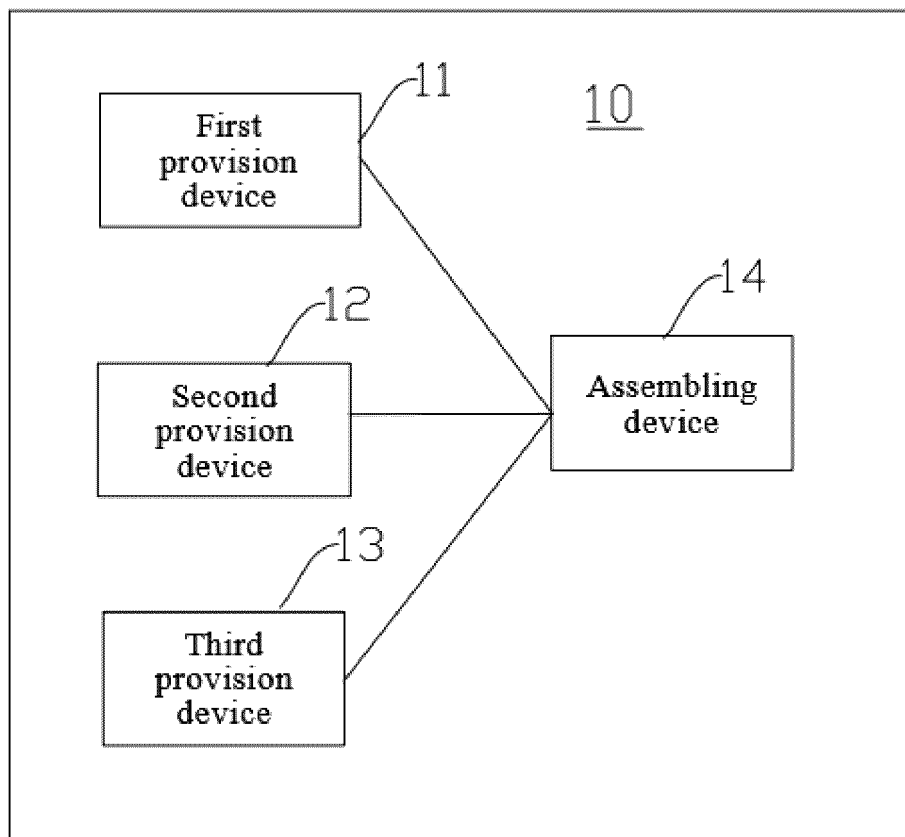 11
10
First
provision
device
12
14
Second
provision
device
Assembling
device
13
Third
provision
device